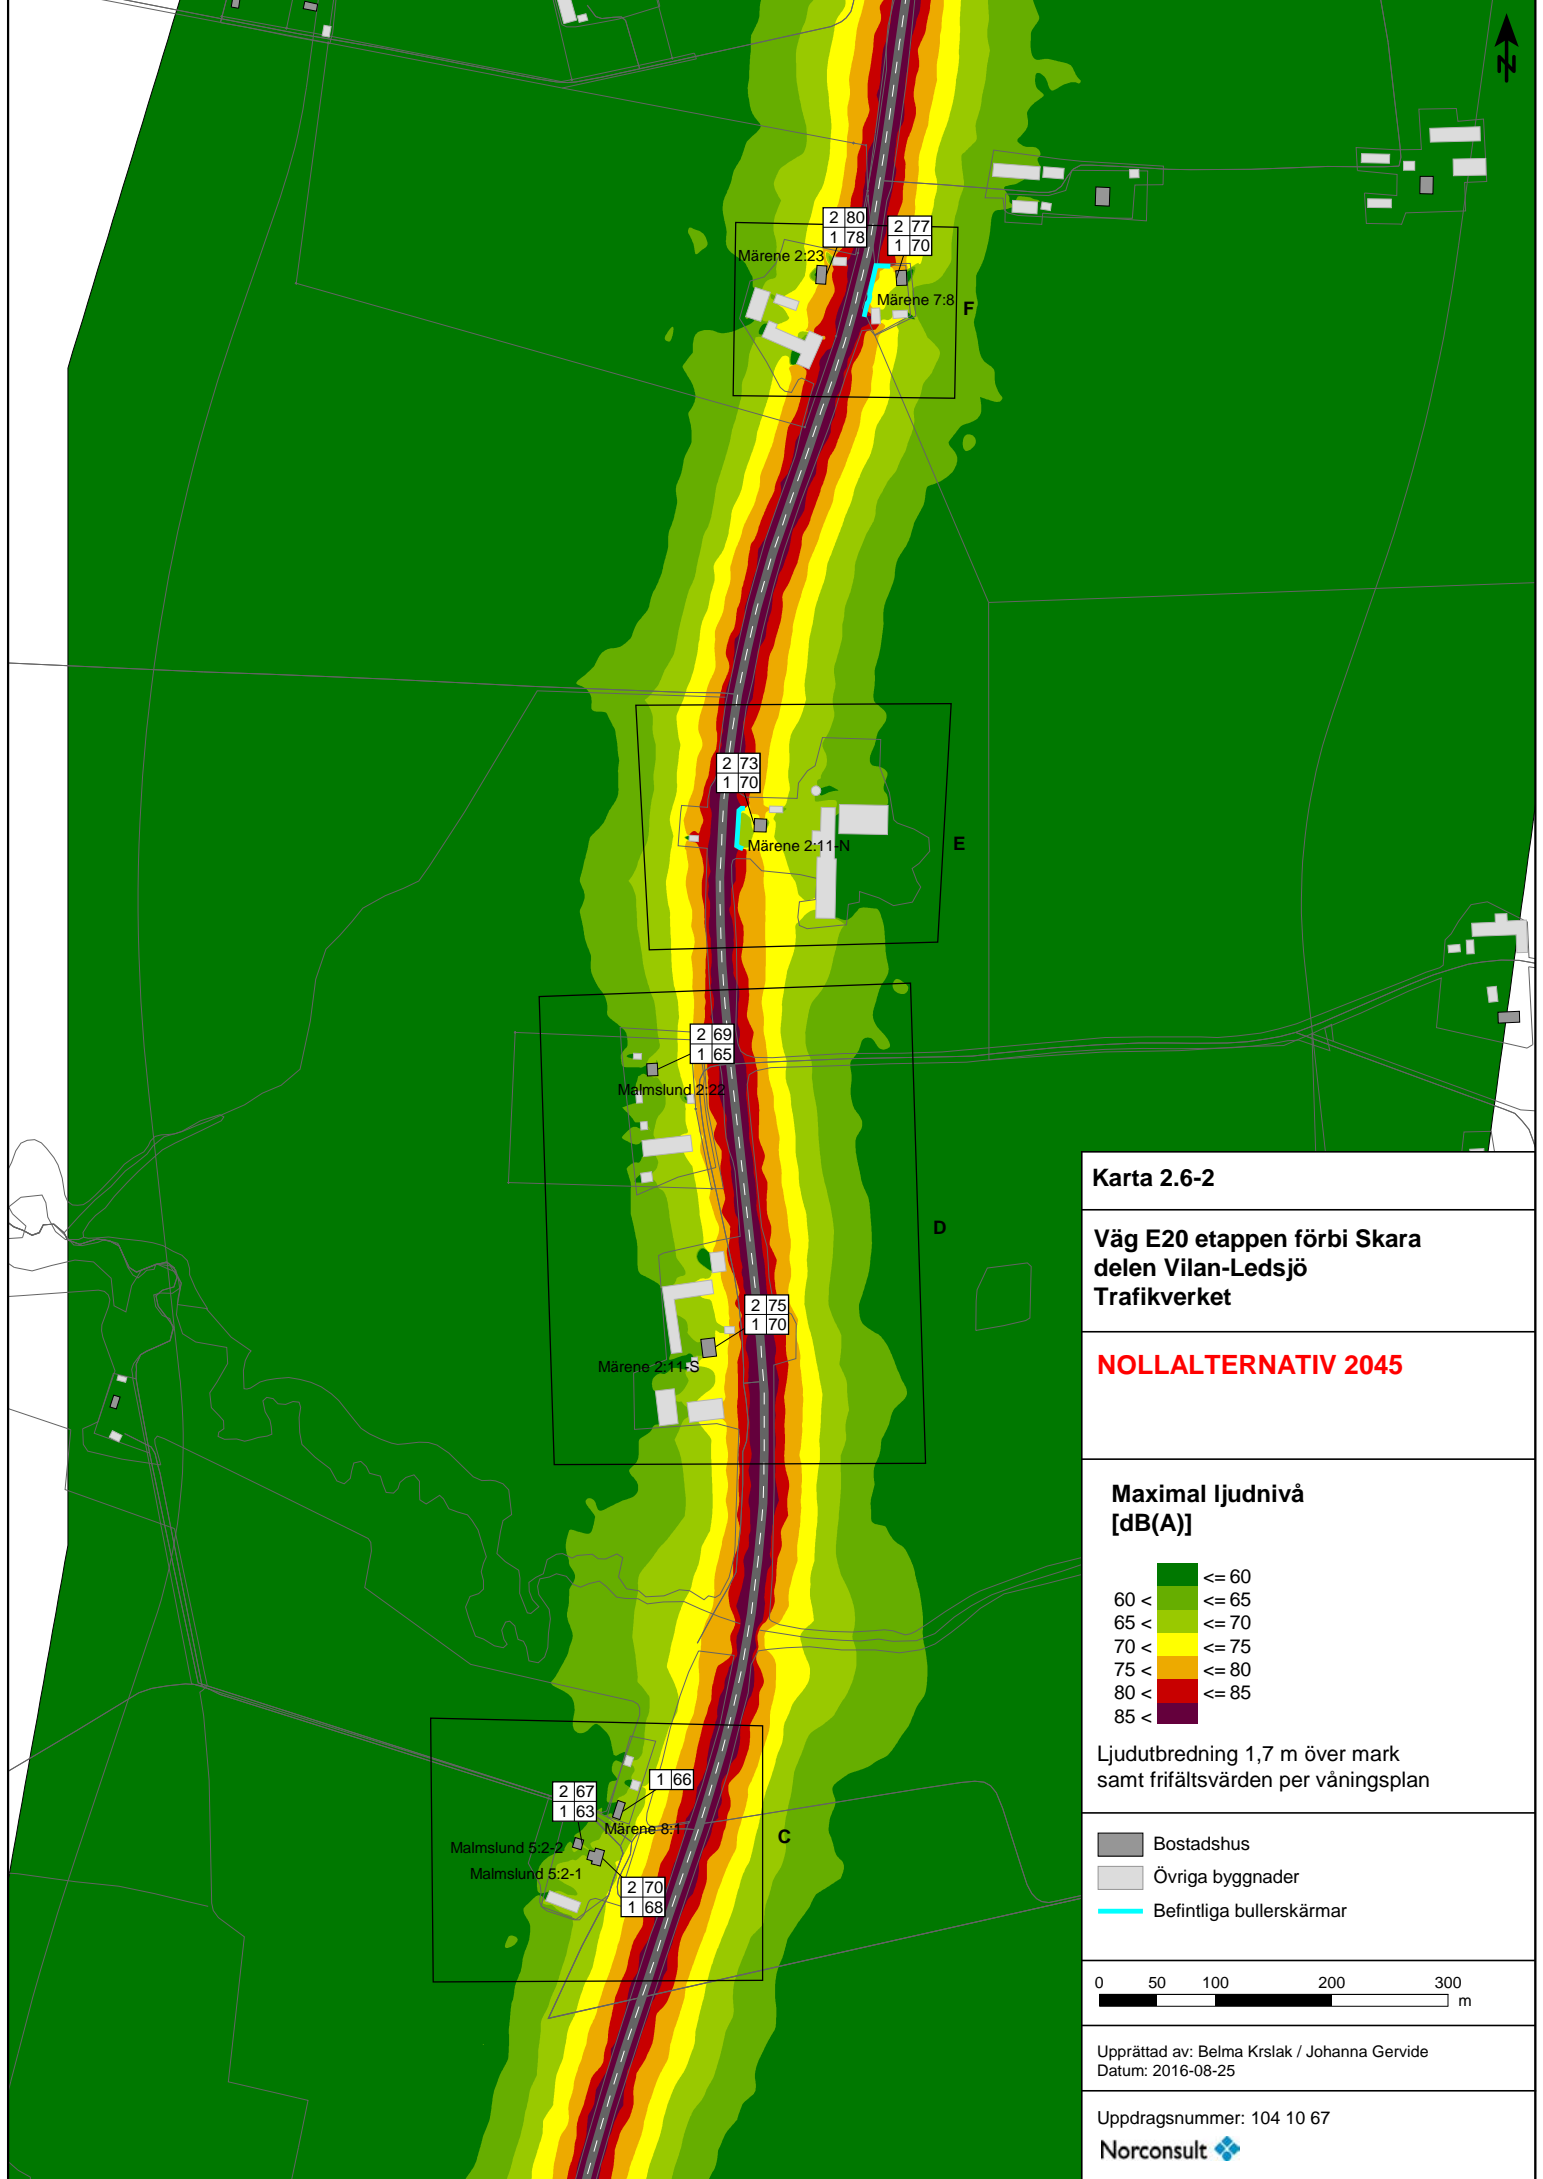 N
2 80
1 78
2 77
1 70
Märene 2:23
Märene 7:8
F
2 73
1 70
Märene 2:11-N
E
2 69
1 65
Malmslund 2:22
D
2 75
1 70
Märene 2:11-S
1 66
2 67
1 63
Märene 8:1
Malmslund 5:2-2
Malmslund 5:2-1
C
2 70
1 68
Karta 2.6-2
Väg E20 etappen förbi Skara
delen Vilan-Ledsjö
Trafikverket
NOLLALTERNATIV 2045
Maximal ljudnivå
[dB(A)]
<= 60
60 < <= 65
65 < <= 70
70 < <= 75
75 < <= 80
80 < <= 85
85 <
Ljudutbredning 1,7 m över mark
samt frifältsvärden per våningsplan
Bostadshus
Övriga byggnader
Befintliga bullerskärmar
0 50 100 200 300
m
Upprättad av: Belma Krslak / Johanna Gervide
Datum: 2016-08-25
Uppdragsnummer: 104 10 67
Norconsult